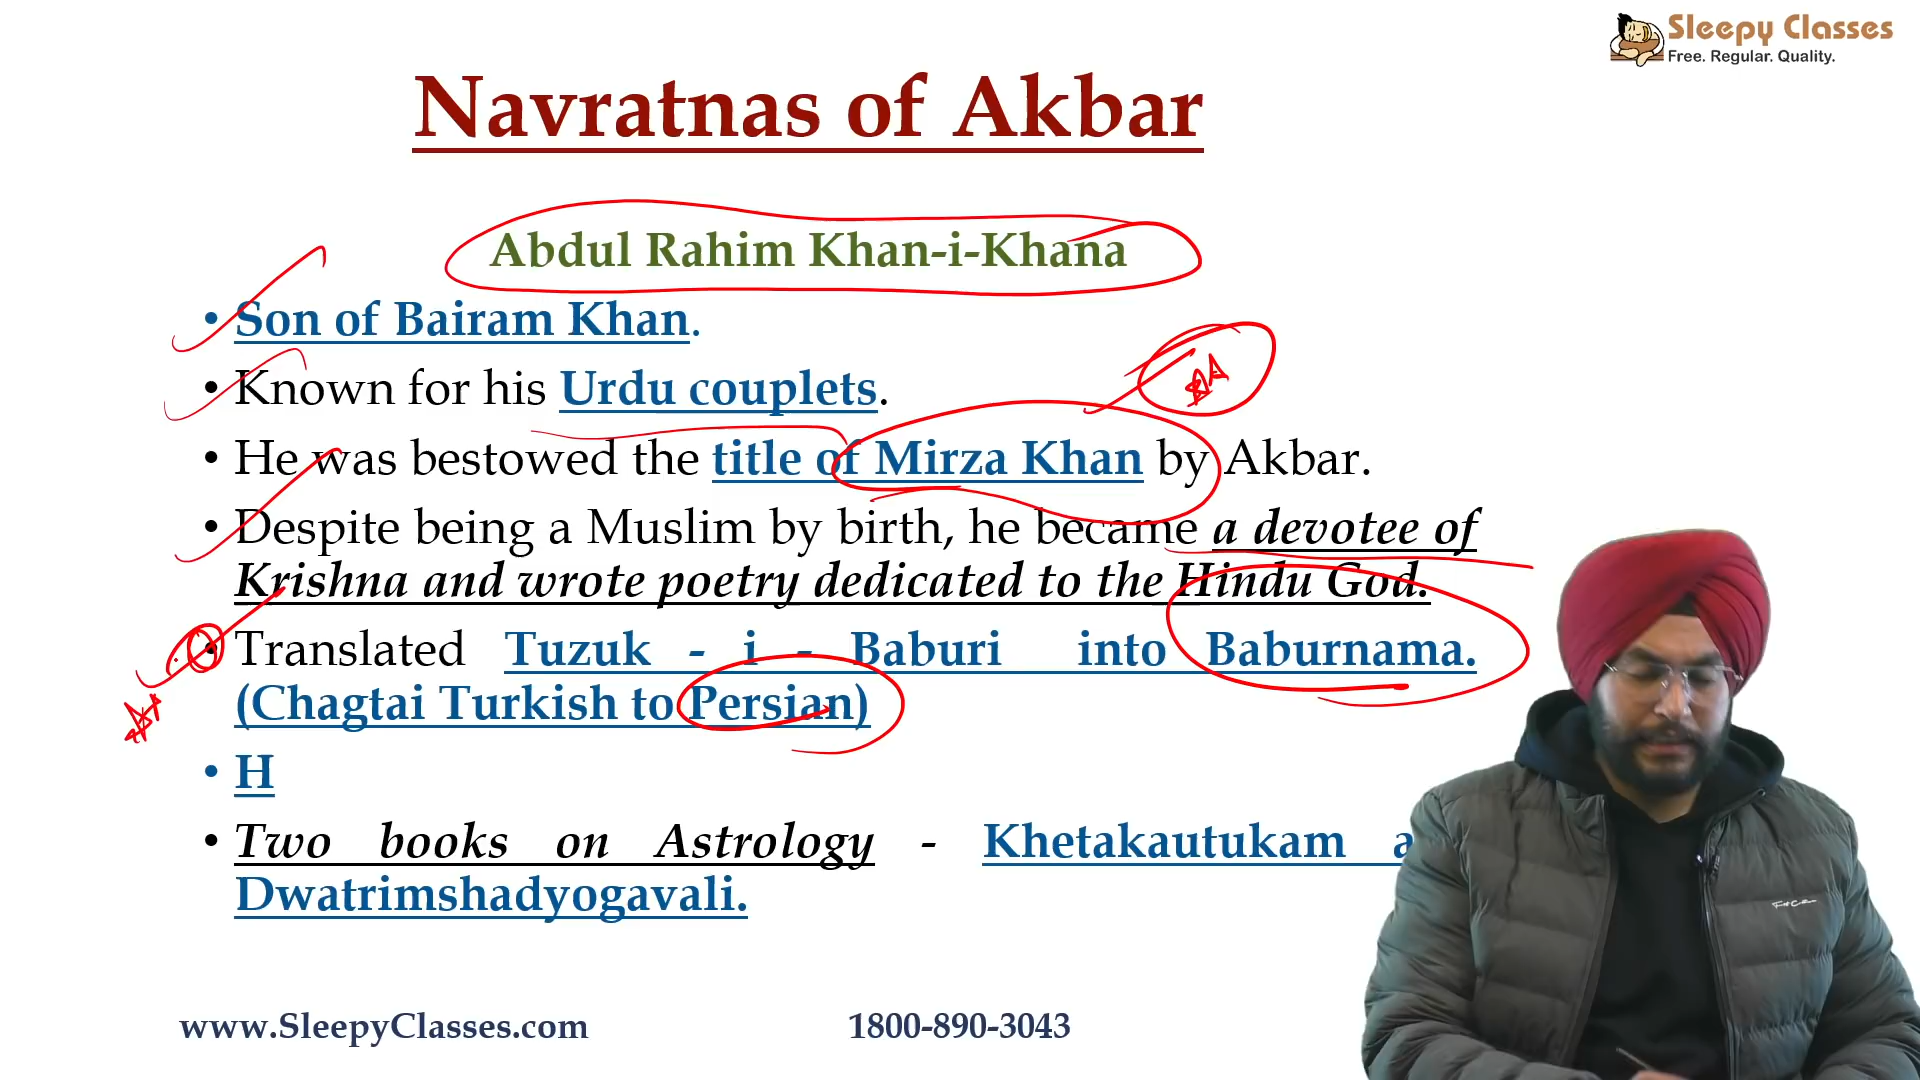 Sleepy Classes
Free. Regular. Quality.
Navratnas of Akbar
Abdul Rahim Khan-i-Khana
• Son of Bairam Khan.
• Known for his Urdu couplets.
• He was bestowed the title of Mirza Khan by Akbar.
• Despite being a Muslim by birth, he became a devotee of
Krishna and wrote poetry dedicated to the Hindu God.
• Translated Tuzuk - i - Baburi into Baburnama.
(Chagtai Turkish to Persian)
• H
• Two books on Astrology - Khetakautukam
Dwatrimshadyogavali.
www.SleepyClasses.com 1800-890-3043